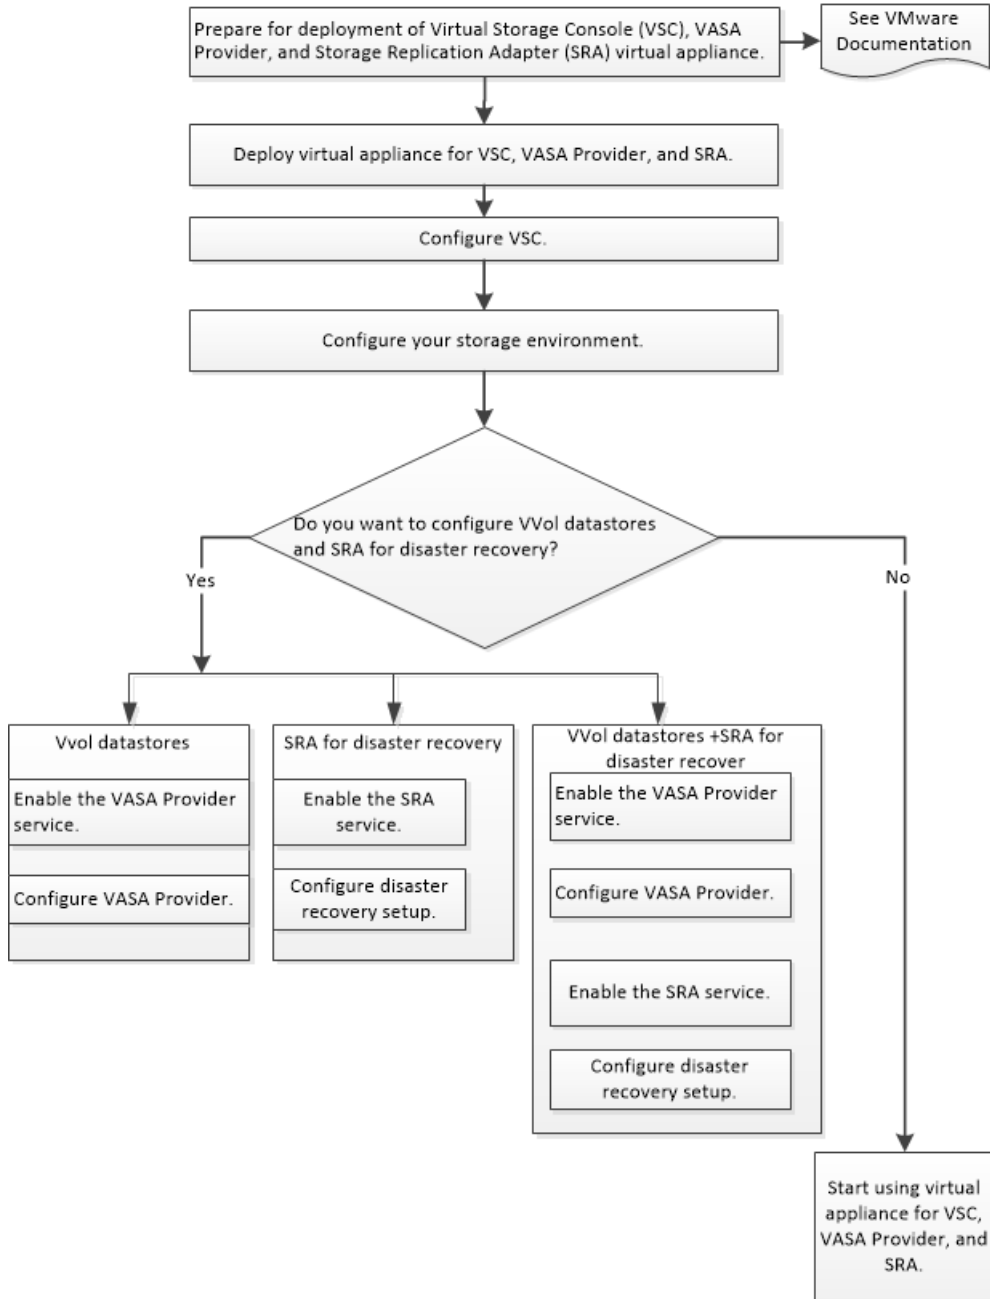 Prepare for deployment of Virtual Storage Console (VSC), VASA
Provider, and Storage Replication Adapter (SRA) virtual appliance.
See VMware
Documentation
Deploy virtual appliance for VSC, VASA Provider, and SRA.
Configure VSC.
Configure your storage environment.
Do you want to configure VVol datastores
and SRA for disaster recovery?
Yes
No
Vvol datastores
Enable the VASA Provider
service.
Configure VASA Provider.
SRA for disaster recovery
Enable the SRA
service.
Configure disaster
recovery setup.
VVol datastores +SRA for
disaster recover
Enable the VASA Provider
service.
Configure VASA Provider.
Enable the SRA service.
Configure disaster
recovery setup.
Start using virtual
appliance for VSC,
VASA Provider, and
SRA.